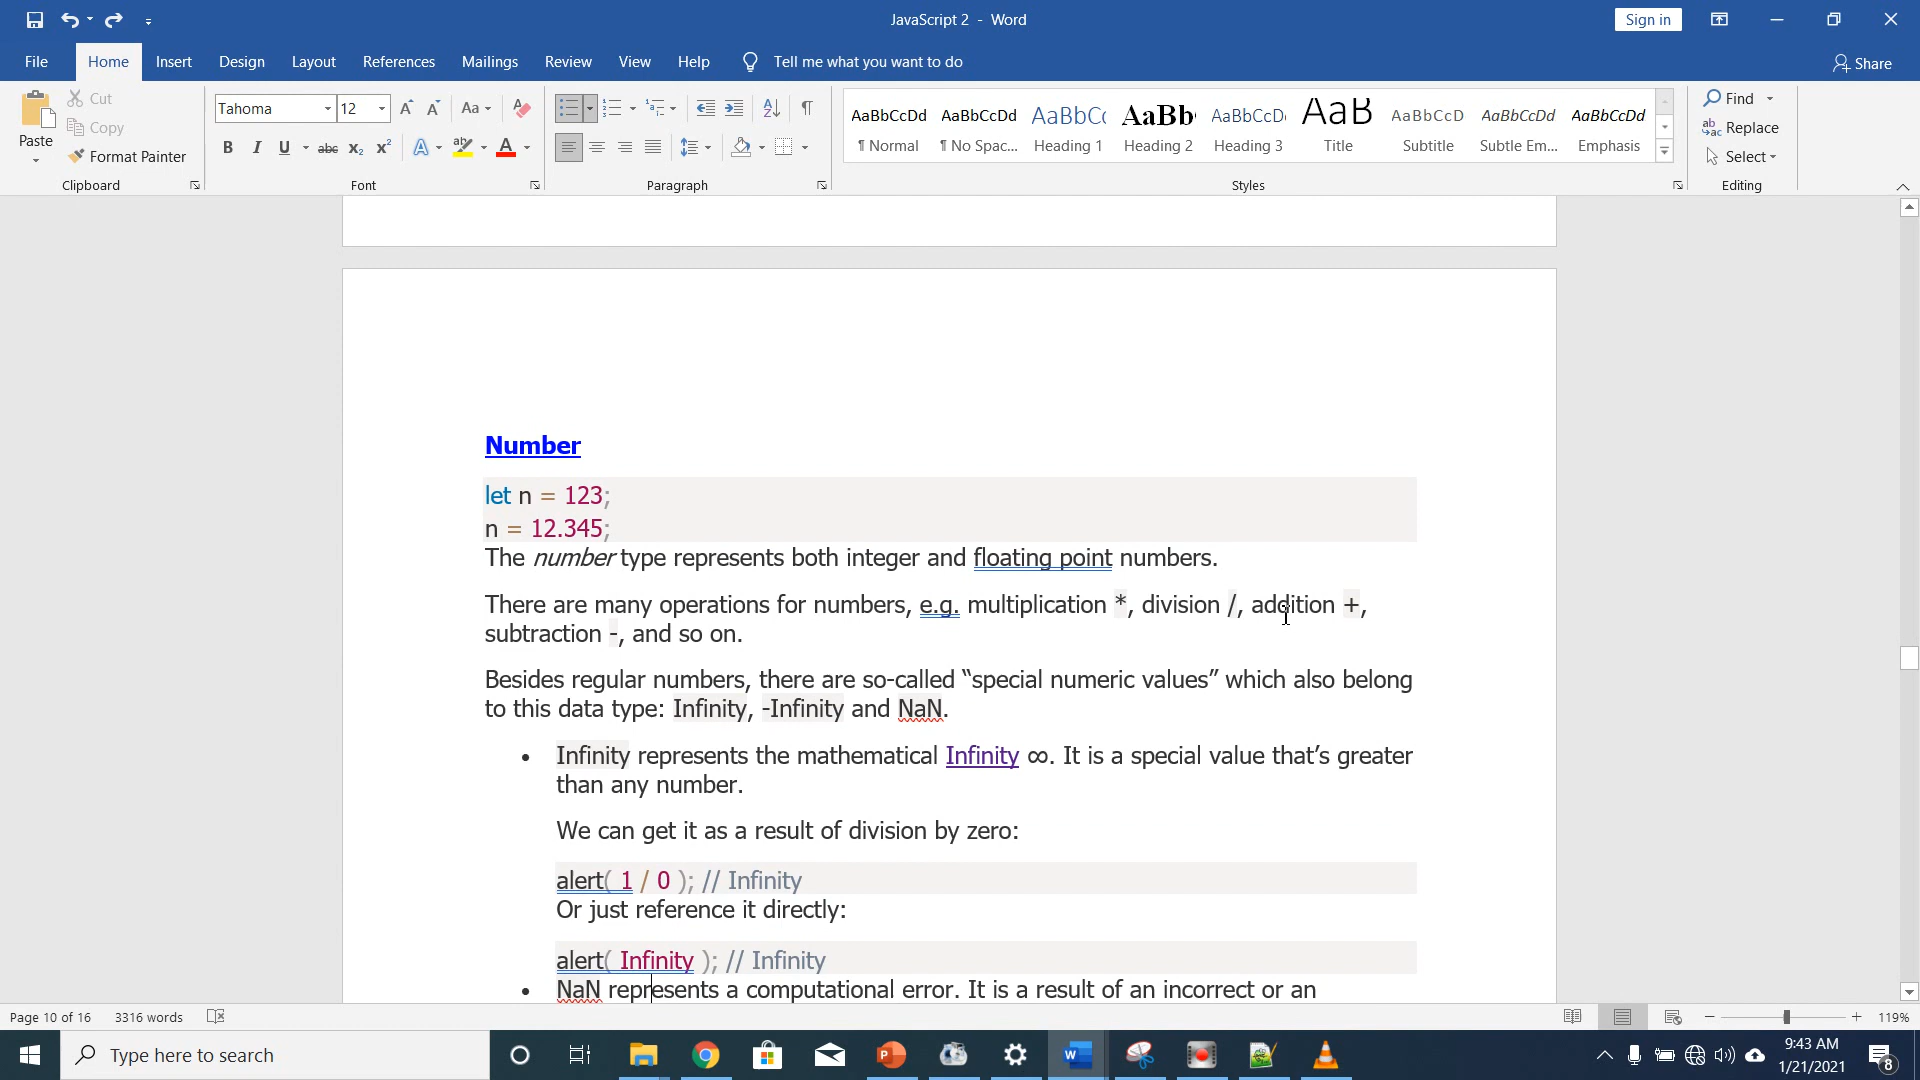 JavaScript 2 - Word
Sign in
File Home Insert Design Layout References Mailings Review View Help Tell me what you want to do Share
Paste
Cut
Copy
Format Painter
Clipboard
Tahoma 12
Aa
B I U abc x₂ x² A ab A
Font
Paragraph
AaBbCcDd AaBbCcDd AaBbCc AaBbCc AaBbCcD AaB AaBbCcD AaBbCcDd AaBbCcDd
¶ Normal ¶ No Spac... Heading 1 Heading 2 Heading 3 Title Subtitle Subtle Em... Emphasis
Styles
Find
Replace
Select
Editing
Number
let n = 123;
n = 12.345;
The number type represents both integer and floating point numbers.
There are many operations for numbers, e.g. multiplication *, division /, addition +,
subtraction -, and so on.
Besides regular numbers, there are so-called “special numeric values” which also belong
to this data type: Infinity, -Infinity and NaN.
• Infinity represents the mathematical Infinity ∞. It is a special value that’s greater
than any number.
We can get it as a result of division by zero:
alert( 1 / 0 ); // Infinity
Or just reference it directly:
alert( Infinity ); // Infinity
• NaN represents a computational error. It is a result of an incorrect or an
Page 10 of 16 3316 words 119%
Type here to search
9:43 AM
1/21/2021
8